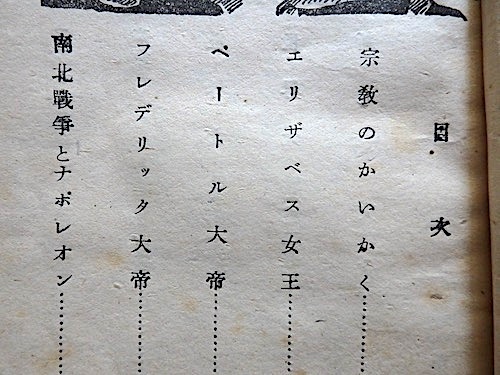 目次
宗教のかいかく…………
エリザベス女王…………
ペートル大帝…………
フレデリック大帝…………
南北戰爭とナポレオン…………